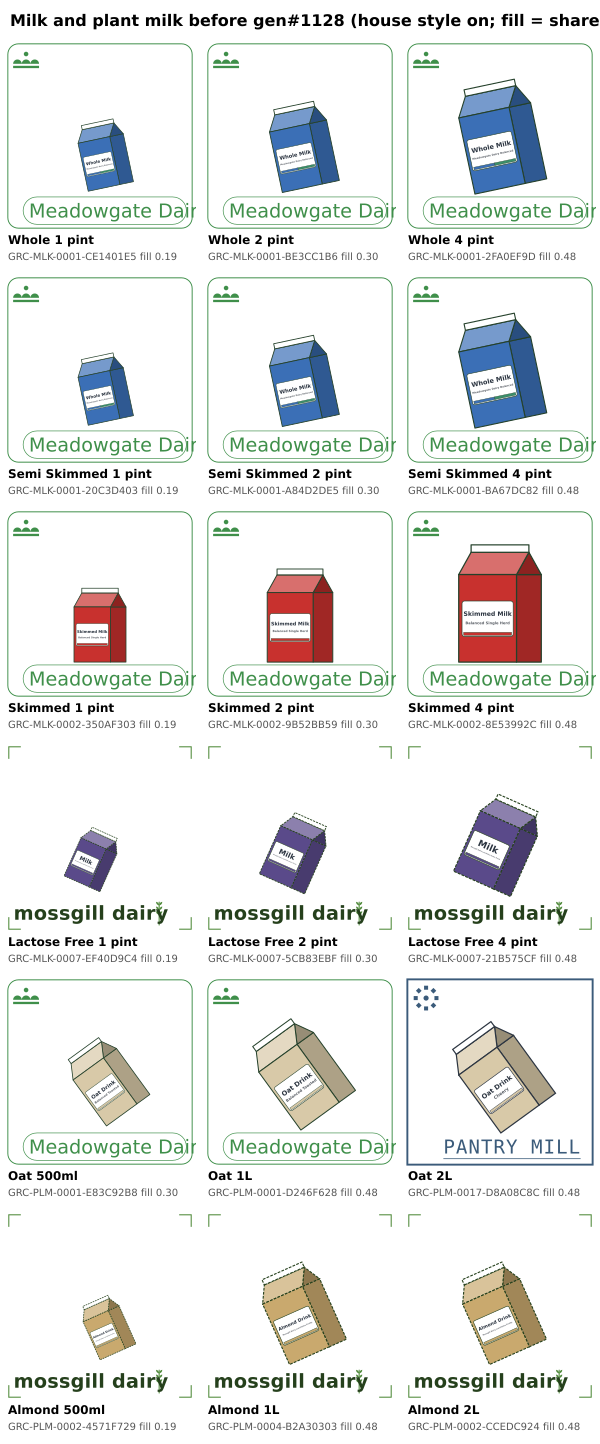 Milk and plant milk before gen#1128 (house style on; fill = share
Whole Milk
Whole Milk
Whole Milk
Meadowgate Dair
Meadowgate Dair
Meadowgate Dair
Whole 1 pint
Whole 2 pint
Whole 4 pint
GRC-MLK-0001-CE1401E5 fill 0.19
GRC-MLK-0001-BE3CC1B6 fill 0.30
GRC-MLK-0001-2FA0EF9D fill 0.48
Whole Milk
Whole Milk
Whole Milk
Meadowgate Dair
Meadowgate Dair
Meadowgate Dair
Semi Skimmed 1 pint
Semi Skimmed 2 pint
Semi Skimmed 4 pint
GRC-MLK-0001-20C3D403 fill 0.19
GRC-MLK-0001-A84D2DE5 fill 0.30
GRC-MLK-0001-BA67DC82 fill 0.48
Skimmed Milk
Balanced Single Herd
Skimmed Milk
Balanced Single Herd
Skimmed Milk
Balanced Single Herd
Meadowgate Dair
Meadowgate Dair
Meadowgate Dair
Skimmed 1 pint
Skimmed 2 pint
Skimmed 4 pint
GRC-MLK-0002-350AF303 fill 0.19
GRC-MLK-0002-9B52BB59 fill 0.30
GRC-MLK-0002-8E53992C fill 0.48
Milk
Milk
Milk
mossgill dairy
mossgill dairy
mossgill dairy
Lactose Free 1 pint
Lactose Free 2 pint
Lactose Free 4 pint
GRC-MLK-0007-EF40D9C4 fill 0.19
GRC-MLK-0007-5CB83EBF fill 0.30
GRC-MLK-0007-21B575CF fill 0.48
Oat Drink
Balanced Toasted
Oat Drink
Balanced Toasted
Oat Drink
Chewy
Meadowgate Dair
Meadowgate Dair
PANTRY MILL
Oat 500ml
Oat 1L
Oat 2L
GRC-PLM-0001-E83C92B8 fill 0.30
GRC-PLM-0001-D246F628 fill 0.48
GRC-PLM-0017-D8A08C8C fill 0.48
Almond Drink
Almond Drink
Almond Drink
mossgill dairy
mossgill dairy
mossgill dairy
Almond 500ml
Almond 1L
Almond 2L
GRC-PLM-0002-4571F729 fill 0.19
GRC-PLM-0004-B2A30303 fill 0.48
GRC-PLM-0002-CCEDC924 fill 0.48